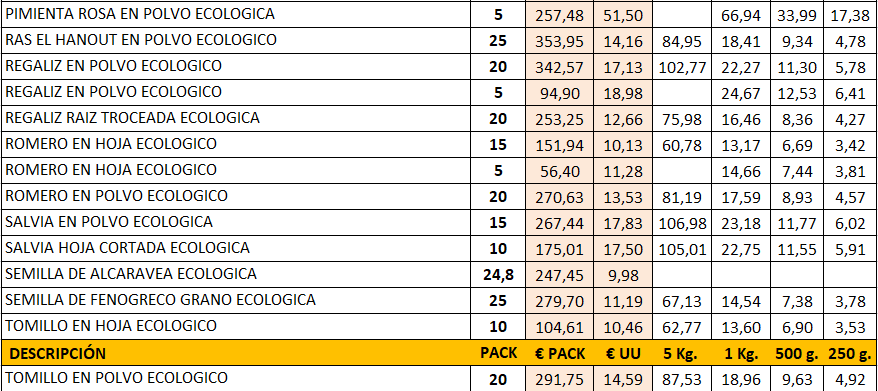 PIMIENTA ROSA EN POLVO ECOLOGICA 5 257,48 51,50 66,94 33,99 17,38
RAS EL HANOUT EN POLVO ECOLOGICO 25 353,95 14,16 84,95 18,41 9,34 4,78
REGALIZ EN POLVO ECOLOGICO 20 342,57 17,13 102,77 22,27 11,30 5,78
REGALIZ EN POLVO ECOLOGICO 5 94,90 18,98 24,67 12,53 6,41
REGALIZ RAIZ TROCEADA ECOLOGICA 20 253,25 12,66 75,98 16,46 8,36 4,27
ROMERO EN HOJA ECOLOGICO 15 151,94 10,13 60,78 13,17 6,69 3,42
ROMERO EN HOJA ECOLOGICO 5 56,40 11,28 14,66 7,44 3,81
ROMERO EN POLVO ECOLOGICO 20 270,63 13,53 81,19 17,59 8,93 4,57
SALVIA EN POLVO ECOLOGICA 15 267,44 17,83 106,98 23,18 11,77 6,02
SALVIA HOJA CORTADA ECOLOGICA 10 175,01 17,50 105,01 22,75 11,55 5,91
SEMILLA DE ALCARAVEA ECOLOGICA 24,8 247,45 9,98
SEMILLA DE FENOGRECO GRANO ECOLOGICA 25 279,70 11,19 67,13 14,54 7,38 3,78
TOMILLO EN HOJA ECOLOGICO 10 104,61 10,46 62,77 13,60 6,90 3,53
DESCRIPCIÓN PACK € PACK € UU 5 Kg. 1 Kg. 500 g. 250 g.
TOMILLO EN POLVO ECOLOGICO 20 291,75 14,59 87,53 18,96 9,63 4,92